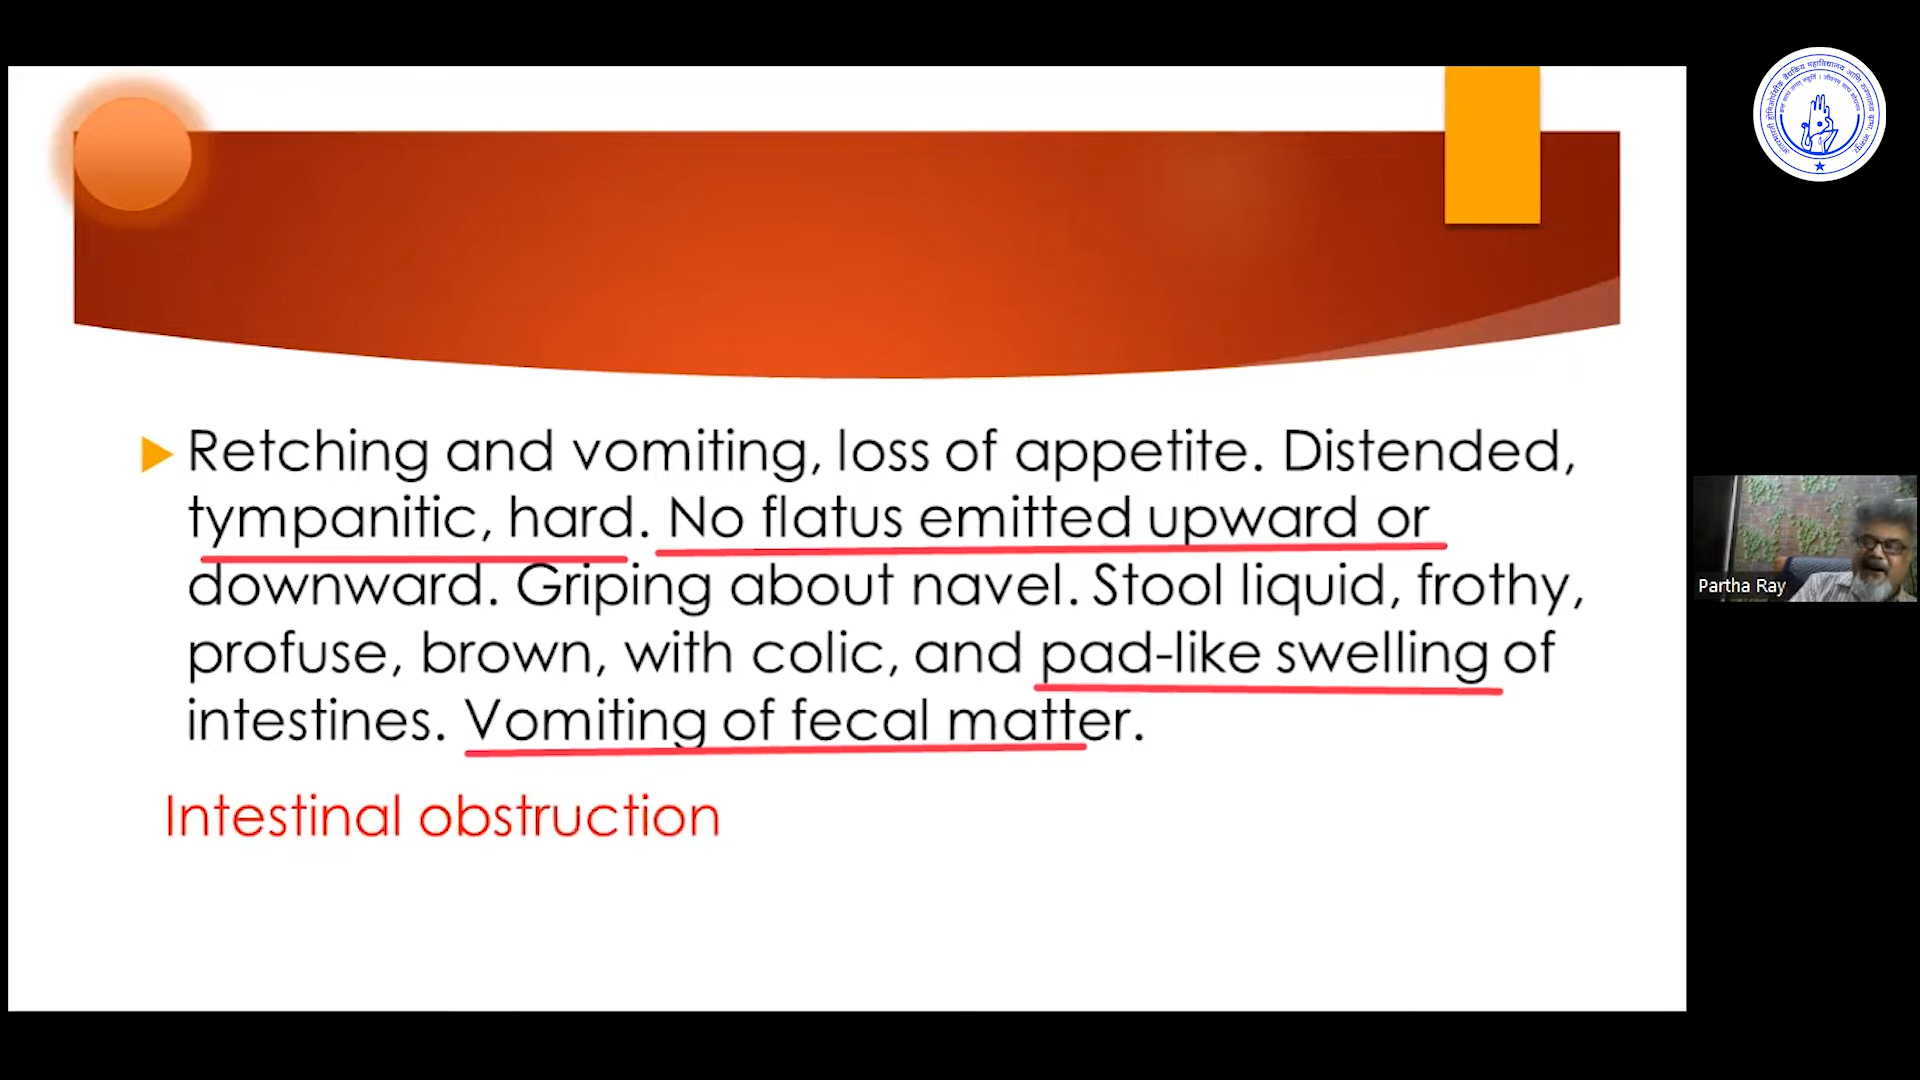 Retching and vomiting, loss of appetite. Distended,
tympanitic, hard. No flatus emitted upward or
downward. Griping about navel. Stool liquid, frothy,
profuse, brown, with colic, and pad-like swelling of
intestines. Vomiting of fecal matter.
Intestinal obstruction
Partha Ray